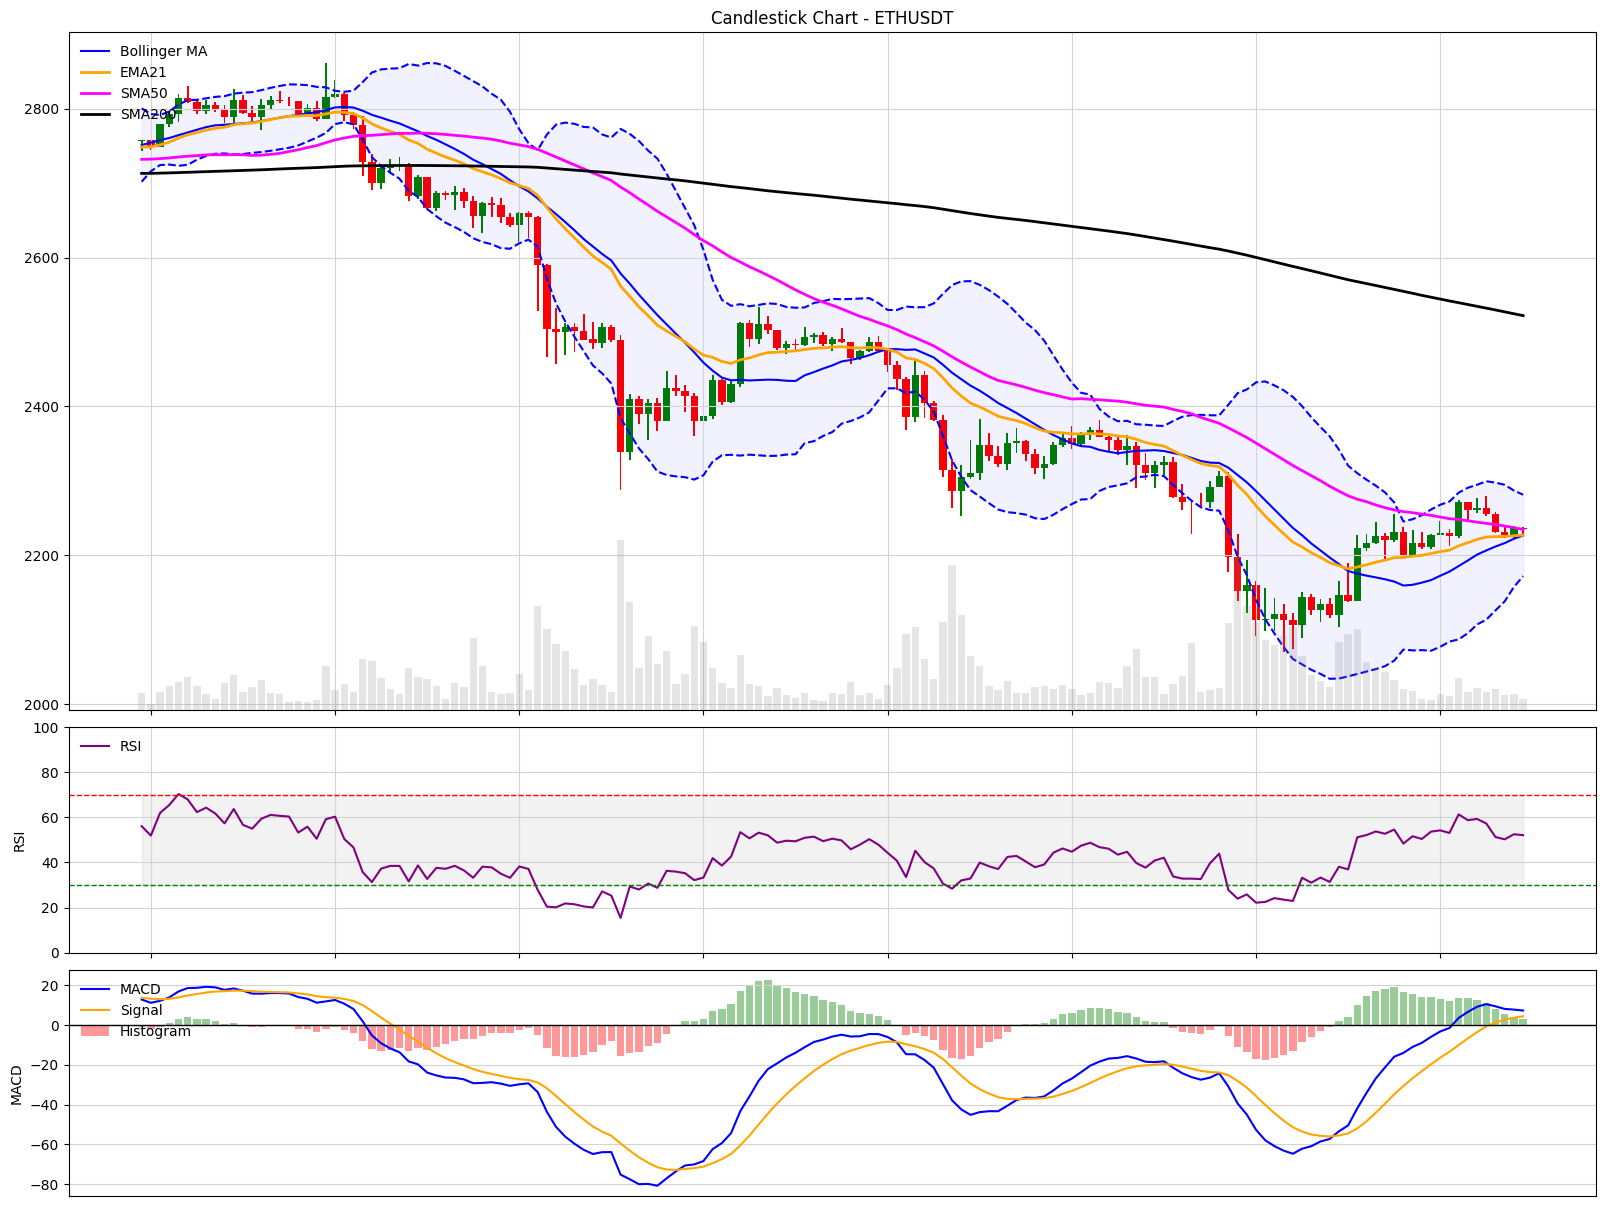 Candlestick Chart - ETHUSDT
Bollinger MA
EMA21
SMA50
SMA200
2800
2600
2400
2200
2000
100
80
60
40
20
0
RSI
RSI
20
0
−20
−40
−60
−80
MACD
MACD
Signal
Histogram